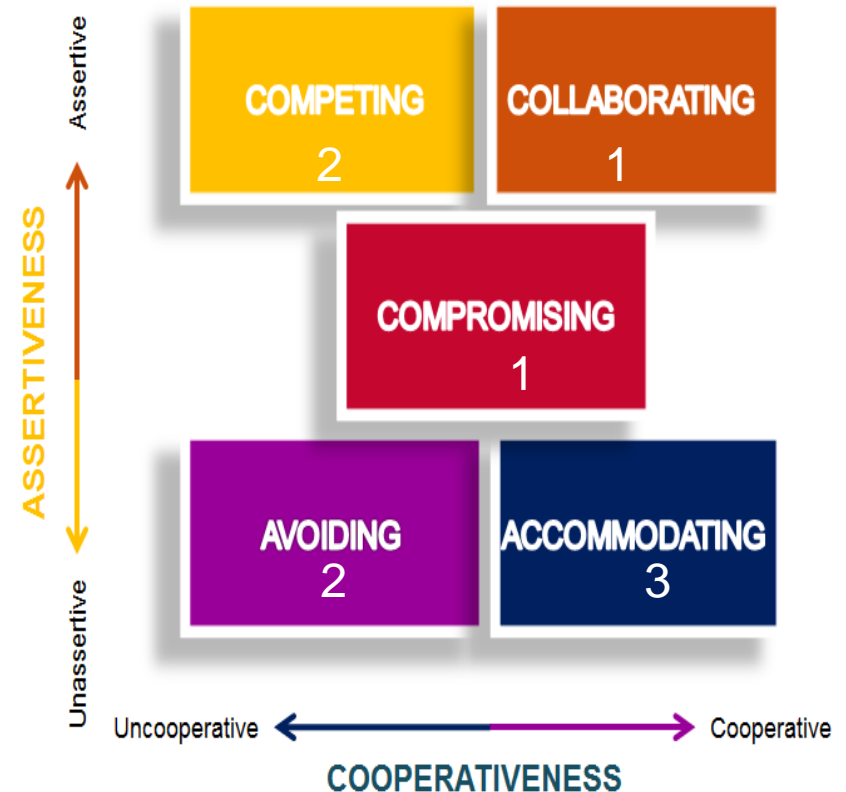 Assertive
COMPETING
2
COLLABORATING
1
ASSERTIVENESS
COMPROMISING
1
AVOIDING
2
ACCOMMODATING
3
Unassertive
Uncooperative
Cooperative
COOPERATIVENESS